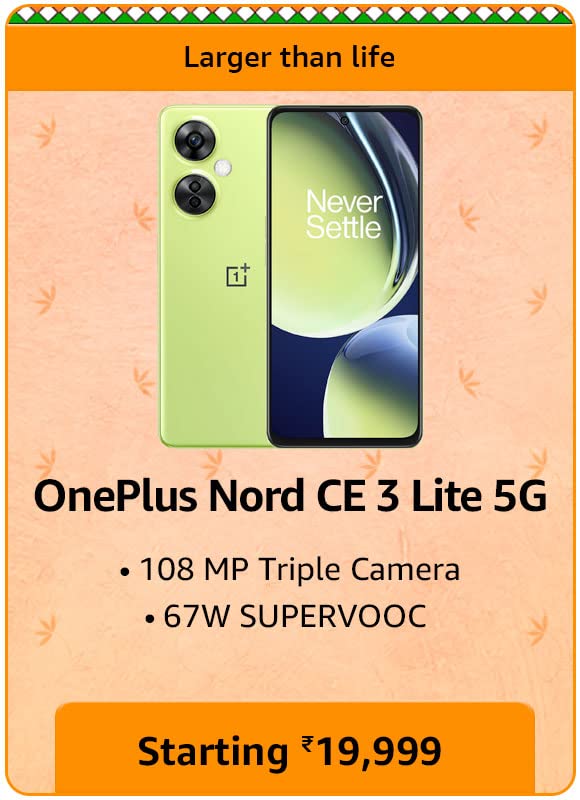 Larger than life
Never
Settle
1+
OnePlus Nord CE 3 Lite 5G
• 108 MP Triple Camera
• 67W SUPERVOOC
Starting ₹19,999